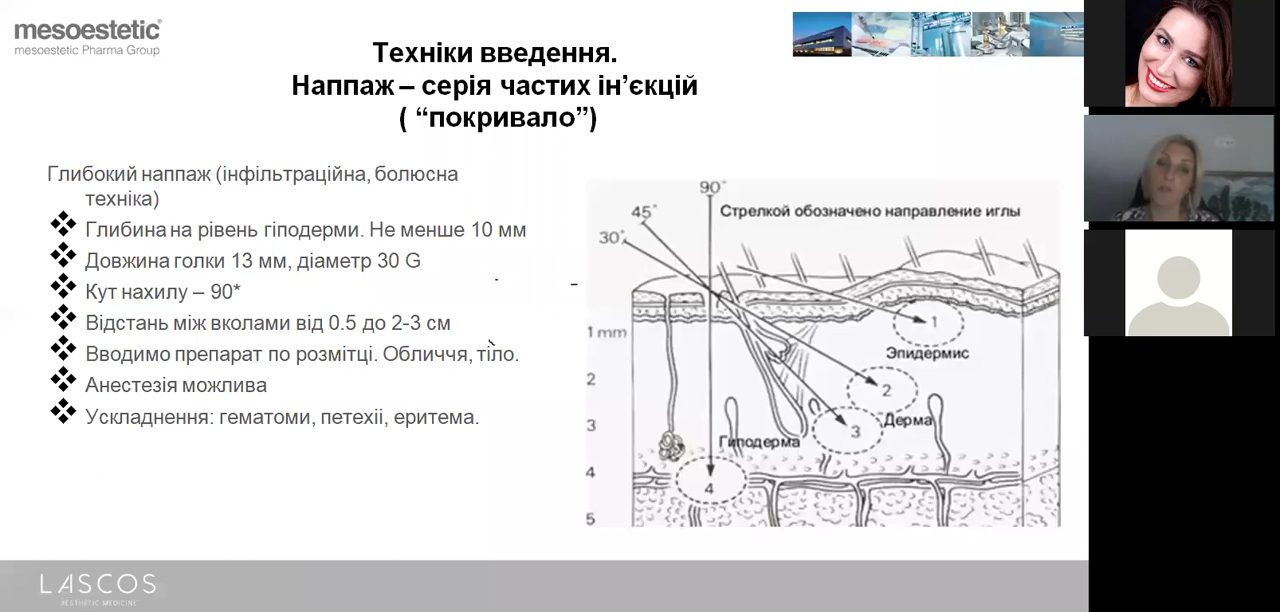 mesoestetic®
mesoestetic Pharma Group
Техніки введення.
Наппаж – серія частих ін’єкцій
( “покривало”)
Глибокий наппаж (інфільтраційна, болюсна
техніка)
Глибина на рівень гіподерми. Не менше 10 мм
Довжина голки 13 мм, діаметр 30 G
Кут нахилу – 90*
Відстань між вколами від 0.5 до 2-3 см
Вводимо препарат по розмітці. Обличчя, тіло.
Анестезія можлива
Ускладнення: гематоми, петехії, еритема.
90°
45°
30°
Стрелкой обозначено направление иглы
1 mm
2
3
4
5
1
Эпидермис
2
Дерма
3
Гиподерма
4
LASCOS
AESTHETIC MEDICINE